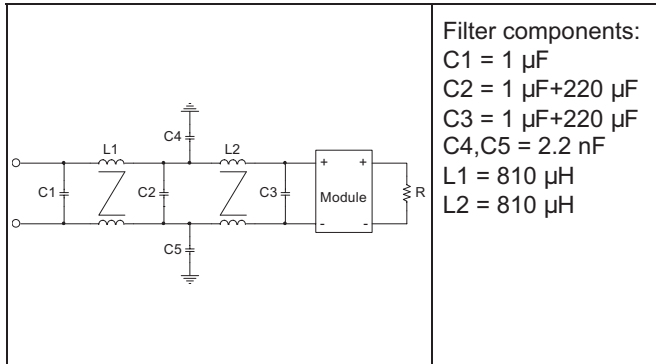 C4
L1
L2
C1
C2
C3
C5
+ +
Module
- -
R
Filter components:
C1 = 1 µF
C2 = 1 µF+220 µF
C3 = 1 µF+220 µF
C4,C5 = 2.2 nF
L1 = 810 µH
L2 = 810 µH